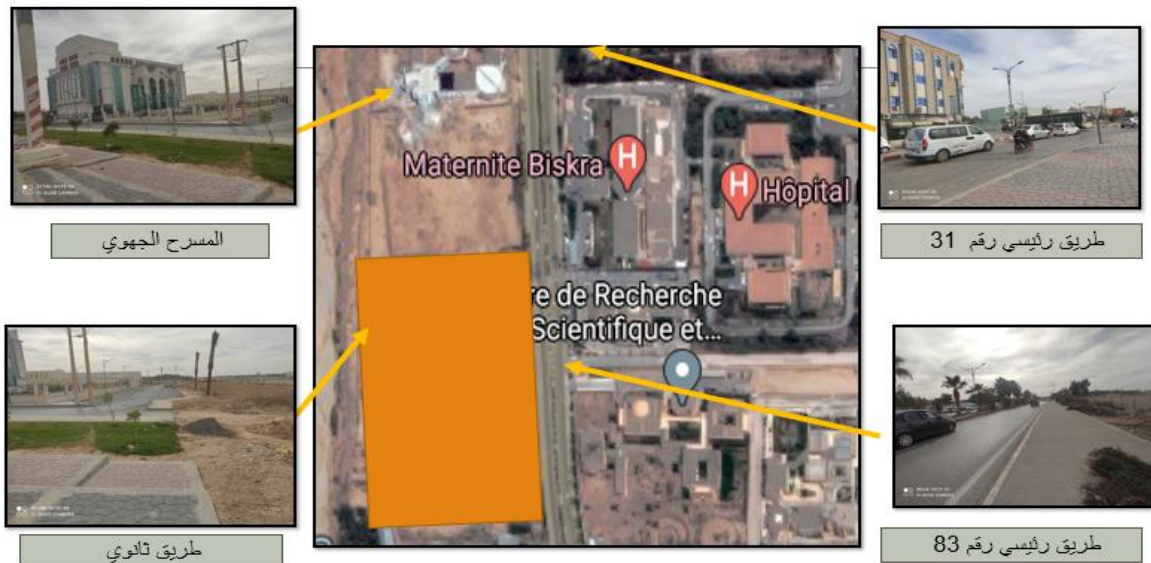 المسرح الجهوي
طريق رئيسي رقم 31
Maternite Biskra
H
H
Hôpital
re de Recherche
Scientifique et...
طريق ثانوي
طريق رئيسي رقم 83